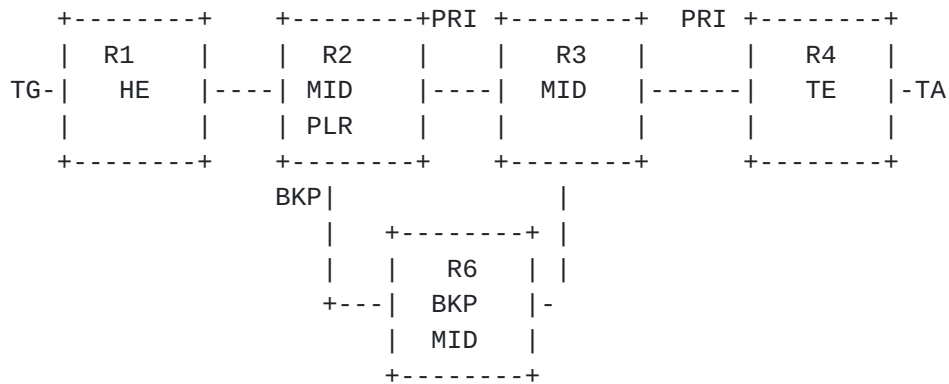 +--------+ +--------+PRI +--------+ PRI +--------+
| R1 | | R2 | | R3 | | R4 |
TG-| HE |----| MID |----| MID |------| TE |-TA
| | | PLR | | | | |
+--------+ +--------+ +--------+ +--------+
BKP| |
| +--------+ |
| | R6 | |
+---| BKP |-
| MID |
+--------+